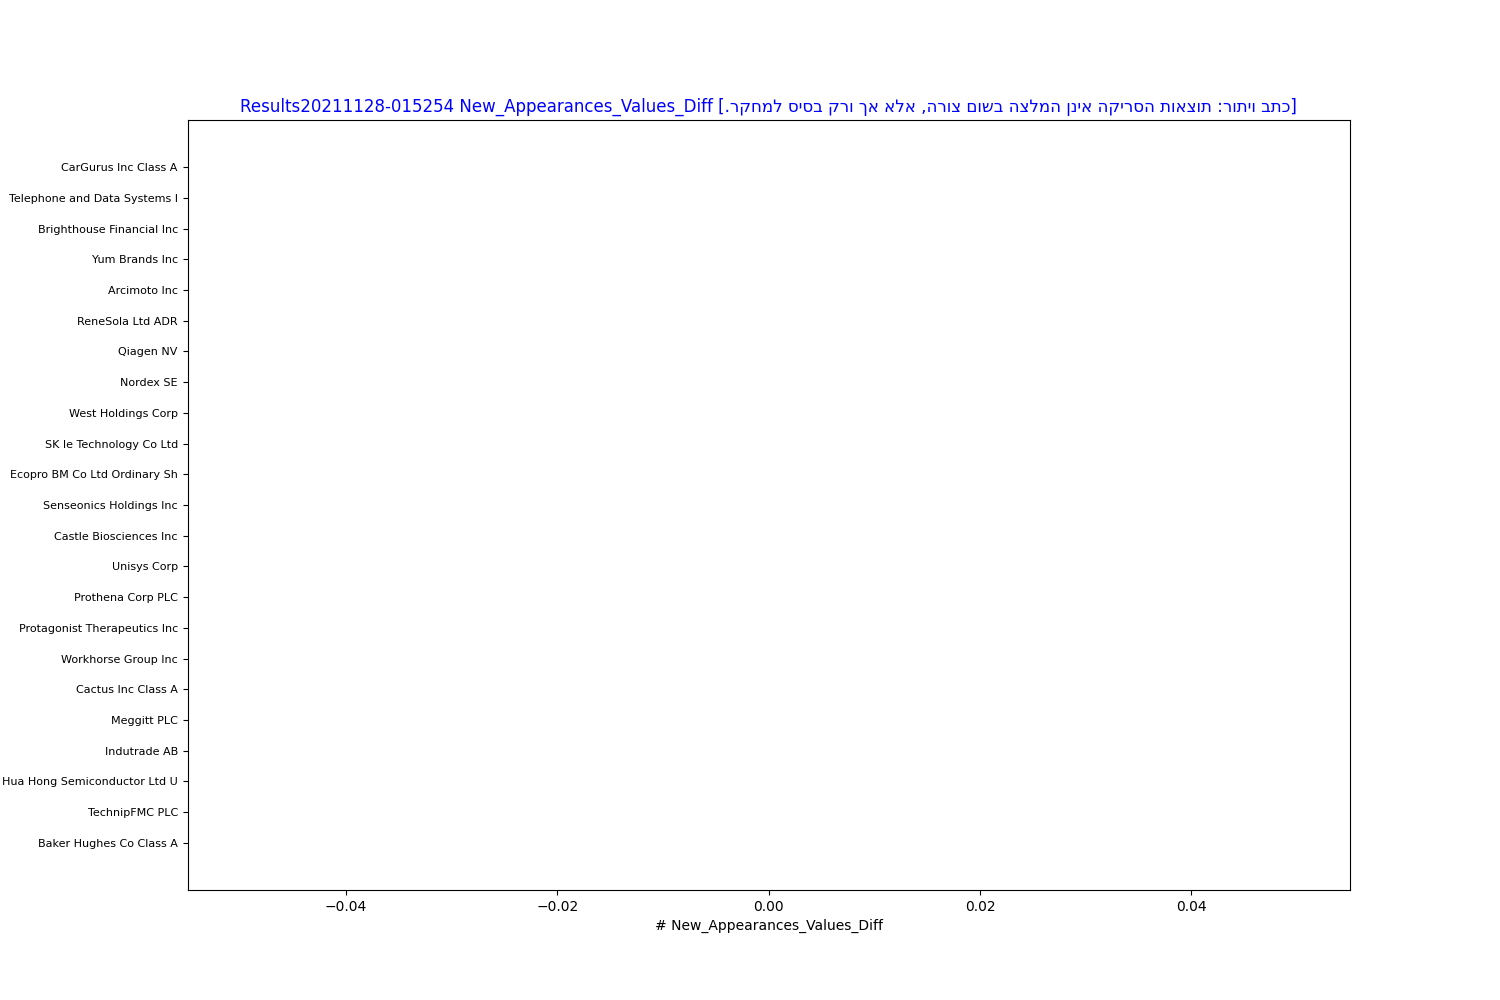 Results20211128-015254 New_Appearances_Values_Diff [כתב ויתור: תוצאות הסריקה אינן המלצה בשום צורה, אלא אך ורק בסיס למחקר.]
CarGurus Inc Class A
Telephone and Data Systems I
Brighthouse Financial Inc
Yum Brands Inc
Arcimoto Inc
ReneSola Ltd ADR
Qiagen NV
Nordex SE
West Holdings Corp
SK Ie Technology Co Ltd
Ecopro BM Co Ltd Ordinary Sh
Senseonics Holdings Inc
Castle Biosciences Inc
Unisys Corp
Prothena Corp PLC
Protagonist Therapeutics Inc
Workhorse Group Inc
Cactus Inc Class A
Meggitt PLC
Indutrade AB
Hua Hong Semiconductor Ltd U
TechnipFMC PLC
Baker Hughes Co Class A
−0.04 −0.02 0.00 0.02 0.04
# New_Appearances_Values_Diff